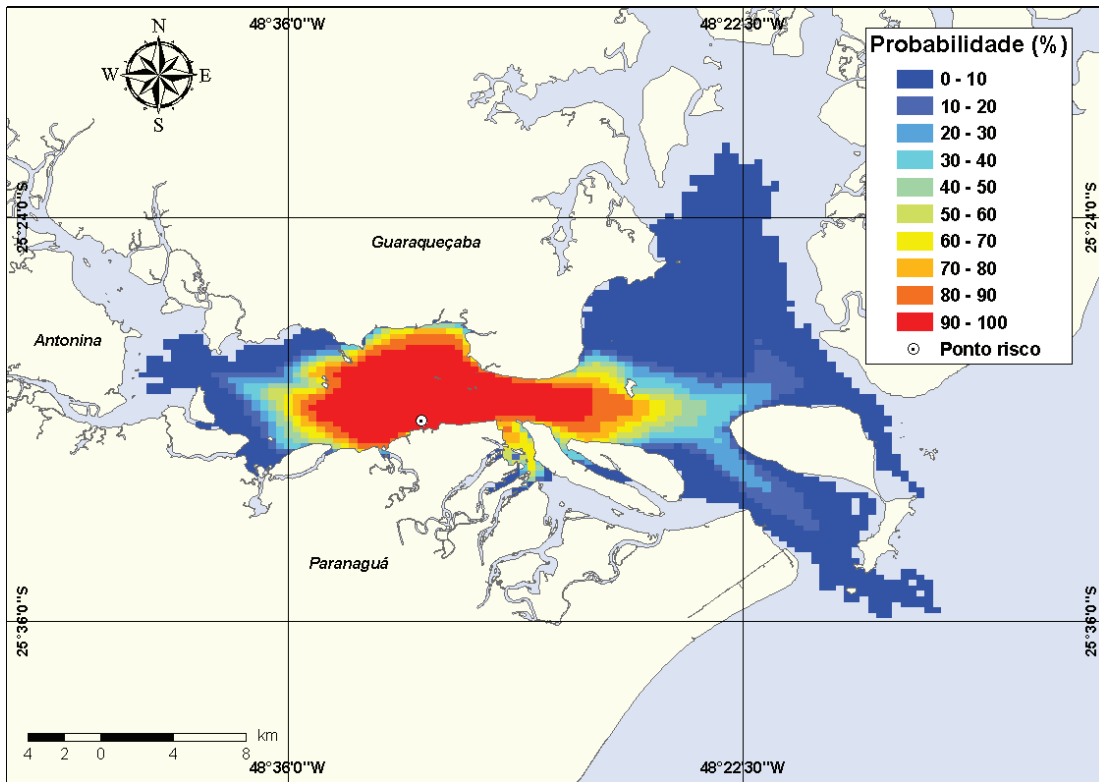 48°36'0"W 48°22'30"W
N
W E
S
Probabilidade (%)
0 - 10
10 - 20
20 - 30
30 - 40
40 - 50
50 - 60
60 - 70
70 - 80
80 - 90
90 - 100
Ponto risco
25°24'0"S 25°24'0"S
Guaraqueçaba
Antonina
Paranaguá
25°36'0"S 25°36'0"S
4 2 0 4 8 km
48°36'0"W 48°22'30"W